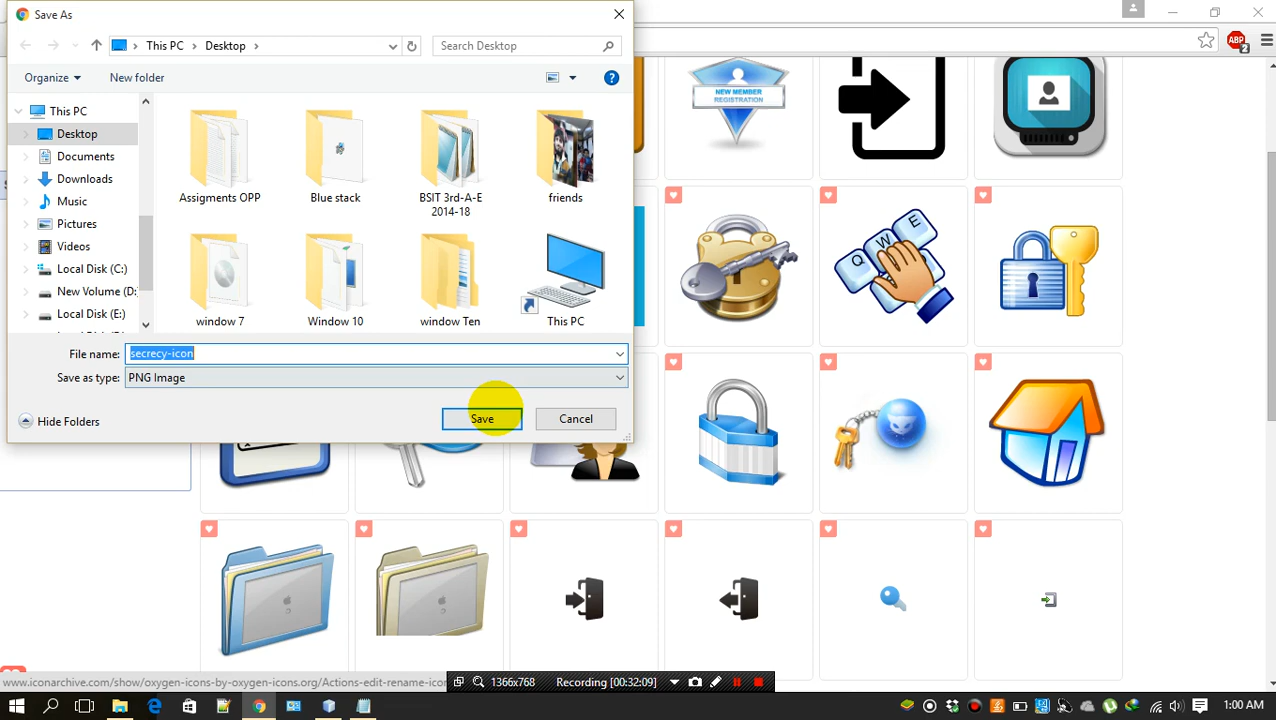 Save As
This PC
Desktop
Search Desktop
ABP
2
Organize
New folder
This PC
Desktop
Documents
Downloads
Music
Pictures
Videos
Local Disk (C:)
New Volume (D:
Local Disk (E:)
Assigments OPP
Blue stack
BSIT 3rd-A-E
2014-18
friends
window 7
Window 10
window Ten
This PC
File name:
secrecy-icon
Save as type:
PNG Image
Hide Folders
Save
Cancel
NEW MEMBER
REGISTRATION
Q
W
E
www.iconarchive.com/show/oxygen-icons-by-oxygen-icons.org/Actions-edit-rename-icon
1366x768
Recording [00:32:09]
1:00 AM